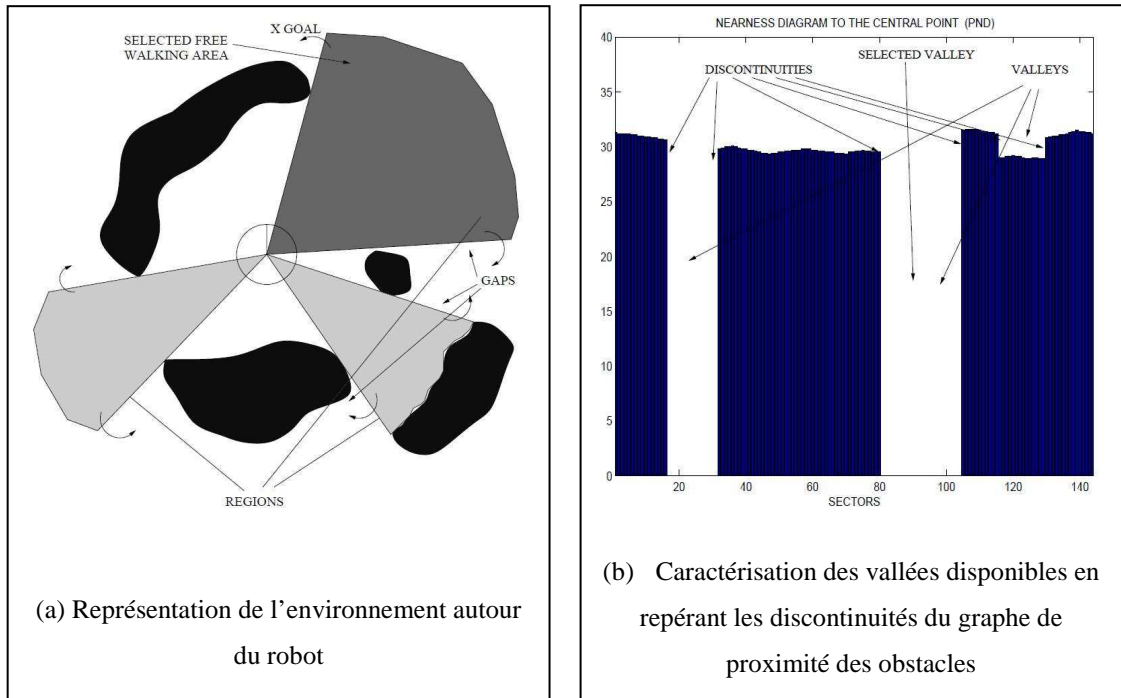 X GOAL
SELECTED FREE
WALKING AREA
GAPS
REGIONS
(a) Représentation de l’environnement autour
du robot
NEARNESS DIAGRAM TO THE CENTRAL POINT (PND)
SELECTED VALLEY
DISCONTINUITIES
VALLEYS
40
35
30
25
20
15
10
5
0
20 40 60 80 100 120 140
SECTORS
(b) Caractérisation des vallées disponibles en
repérant les discontinuités du graphe de
proximité des obstacles